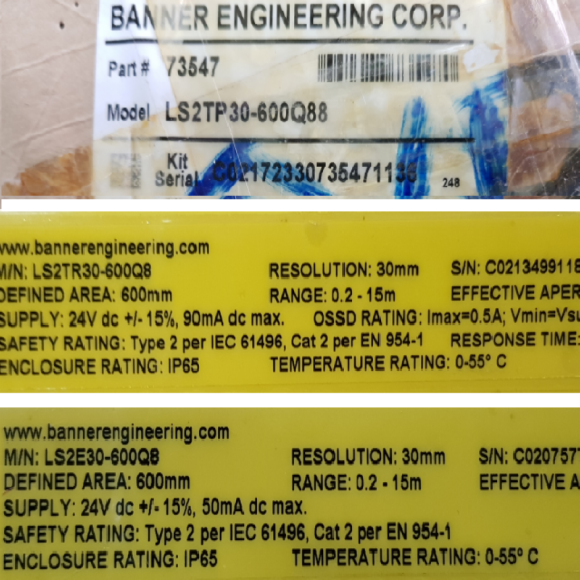 BANNER ENGINEERING CORP.
Part # 73547
Model LS2TP30-600Q88
Kit
Serial C0217233073547113
248
www.bannerengineering.com
M/N: LS2TR30-600Q8 RESOLUTION: 30mm S/N: C0213499118
DEFINED AREA: 600mm RANGE: 0.2 - 15m EFFECTIVE APER
SUPPLY: 24V dc +/- 15%, 90mA dc max. OSSD RATING: Imax=0.5A; Vmin=Vsu
SAFETY RATING: Type 2 per IEC 61496, Cat 2 per EN 954-1 RESPONSE TIME:
ENCLOSURE RATING: IP65 TEMPERATURE RATING: 0-55° C
www.bannerengineering.com
M/N: LS2E30-600Q8 RESOLUTION: 30mm S/N: C020757
DEFINED AREA: 600mm RANGE: 0.2 - 15m EFFECTIVE A
SUPPLY: 24V dc +/- 15%, 50mA dc max.
SAFETY RATING: Type 2 per IEC 61496, Cat 2 per EN 954-1
ENCLOSURE RATING: IP65 TEMPERATURE RATING: 0-55° C